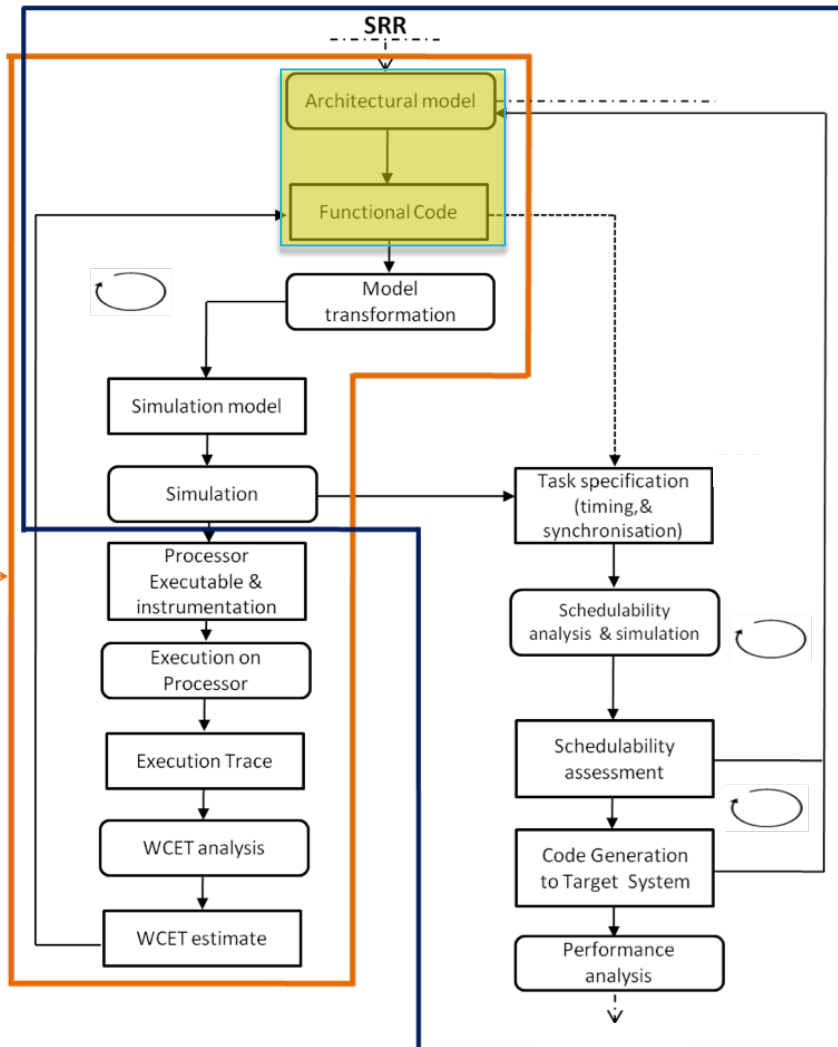 SRR
Architectural model
Functional Code
Model
transformation
Simulation model
Simulation
Task specification
(timing,&
synchronisation)
Processor
Executable &
instrumentation
Schedulability
analysis & simulation
Execution on
Processor
Execution Trace
Schedulability
assessment
WCET analysis
Code Generation
to Target System
WCET estimate
Performance
analysis